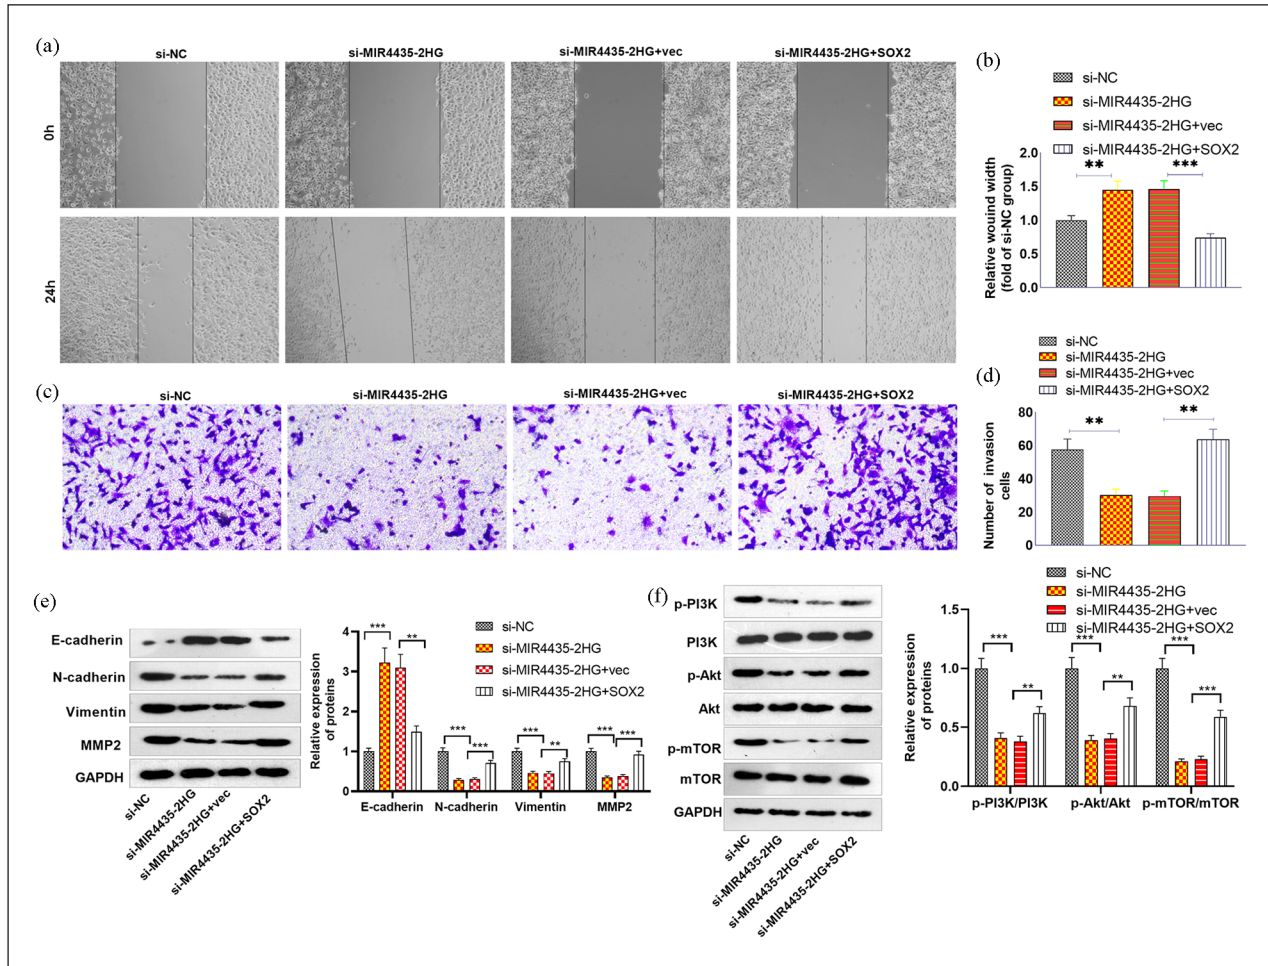 (a)
si-NC
si-MIR4435-2HG
si-MIR4435-2HG+vec
si-MIR4435-2HG+SOX2
0h
24h
(b)
si-NC
si-MIR4435-2HG
si-MIR4435-2HG+vec
si-MIR4435-2HG+SOX2
Relative wouind width
(fold of si-NC group)
2.0
1.5
1.0
0.5
0.0
**
***
(c)
si-NC
si-MIR4435-2HG
si-MIR4435-2HG+vec
si-MIR4435-2HG+SOX2
(d)
si-NC
si-MIR4435-2HG
si-MIR4435-2HG+vec
si-MIR4435-2HG+SOX2
Number of invasion
cells
80
60
40
20
0
**
**
(e)
E-cadherin
N-cadherin
Vimentin
MMP2
GAPDH
si-NC
si-MIR4435-2HG
si-MIR4435-2HG+vec
si-MIR4435-2HG+SOX2
Relative expression
of proteins
4
3
2
1
0
si-NC
si-MIR4435-2HG
si-MIR4435-2HG+vec
si-MIR4435-2HG+SOX2
***
**
***
***
***
**
***
***
E-cadherin
N-cadherin
Vimentin
MMP2
(f)
p-PI3K
PI3K
p-Akt
Akt
p-mTOR
mTOR
GAPDH
si-NC
si-MIR4435-2HG
si-MIR4435-2HG+vec
si-MIR4435-2HG+SOX2
si-NC
si-MIR4435-2HG
si-MIR4435-2HG+vec
si-MIR4435-2HG+SOX2
Relative expression
of proteins
1.5
1.0
0.5
0.0
***
**
***
**
***
***
p-PI3K/PI3K
p-Akt/Akt
p-mTOR/mTOR